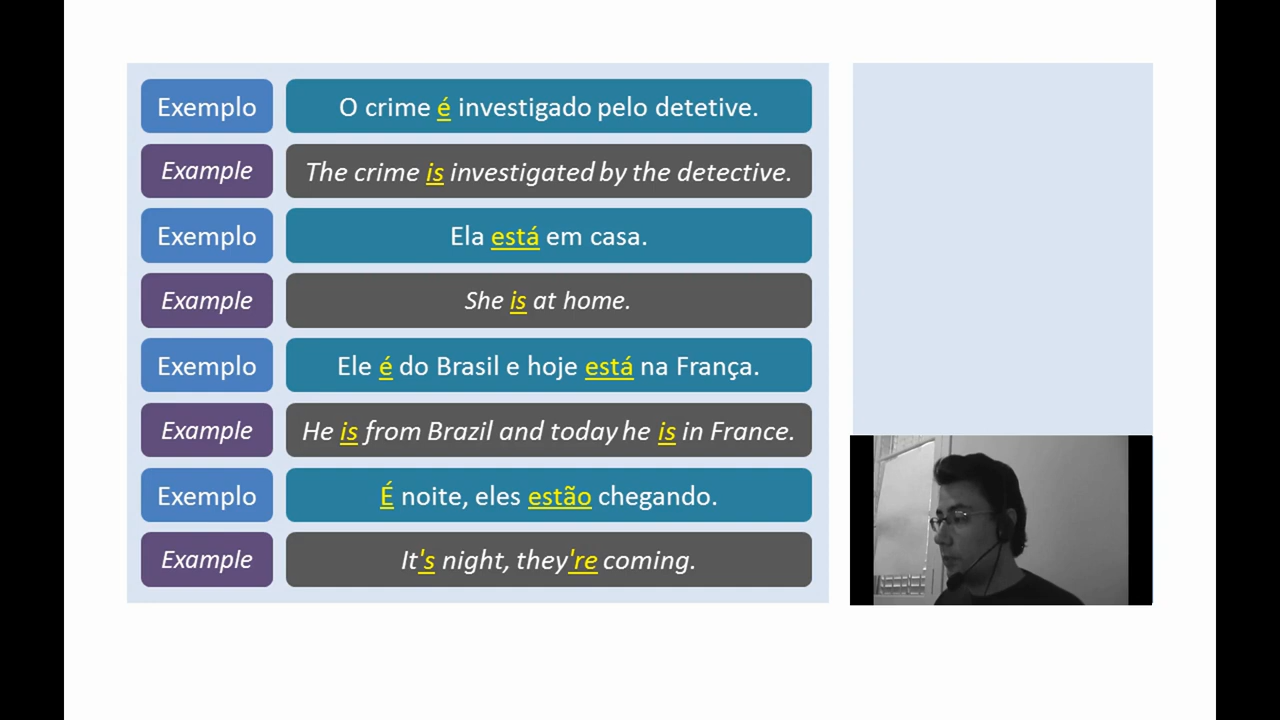 Exemplo O crime é investigado pelo detetive.
Example The crime is investigated by the detective.
Exemplo Ela está em casa.
Example She is at home.
Exemplo Ele é do Brasil e hoje está na França.
Example He is from Brazil and today he is in France.
Exemplo É noite, eles estão chegando.
Example It's night, they're coming.